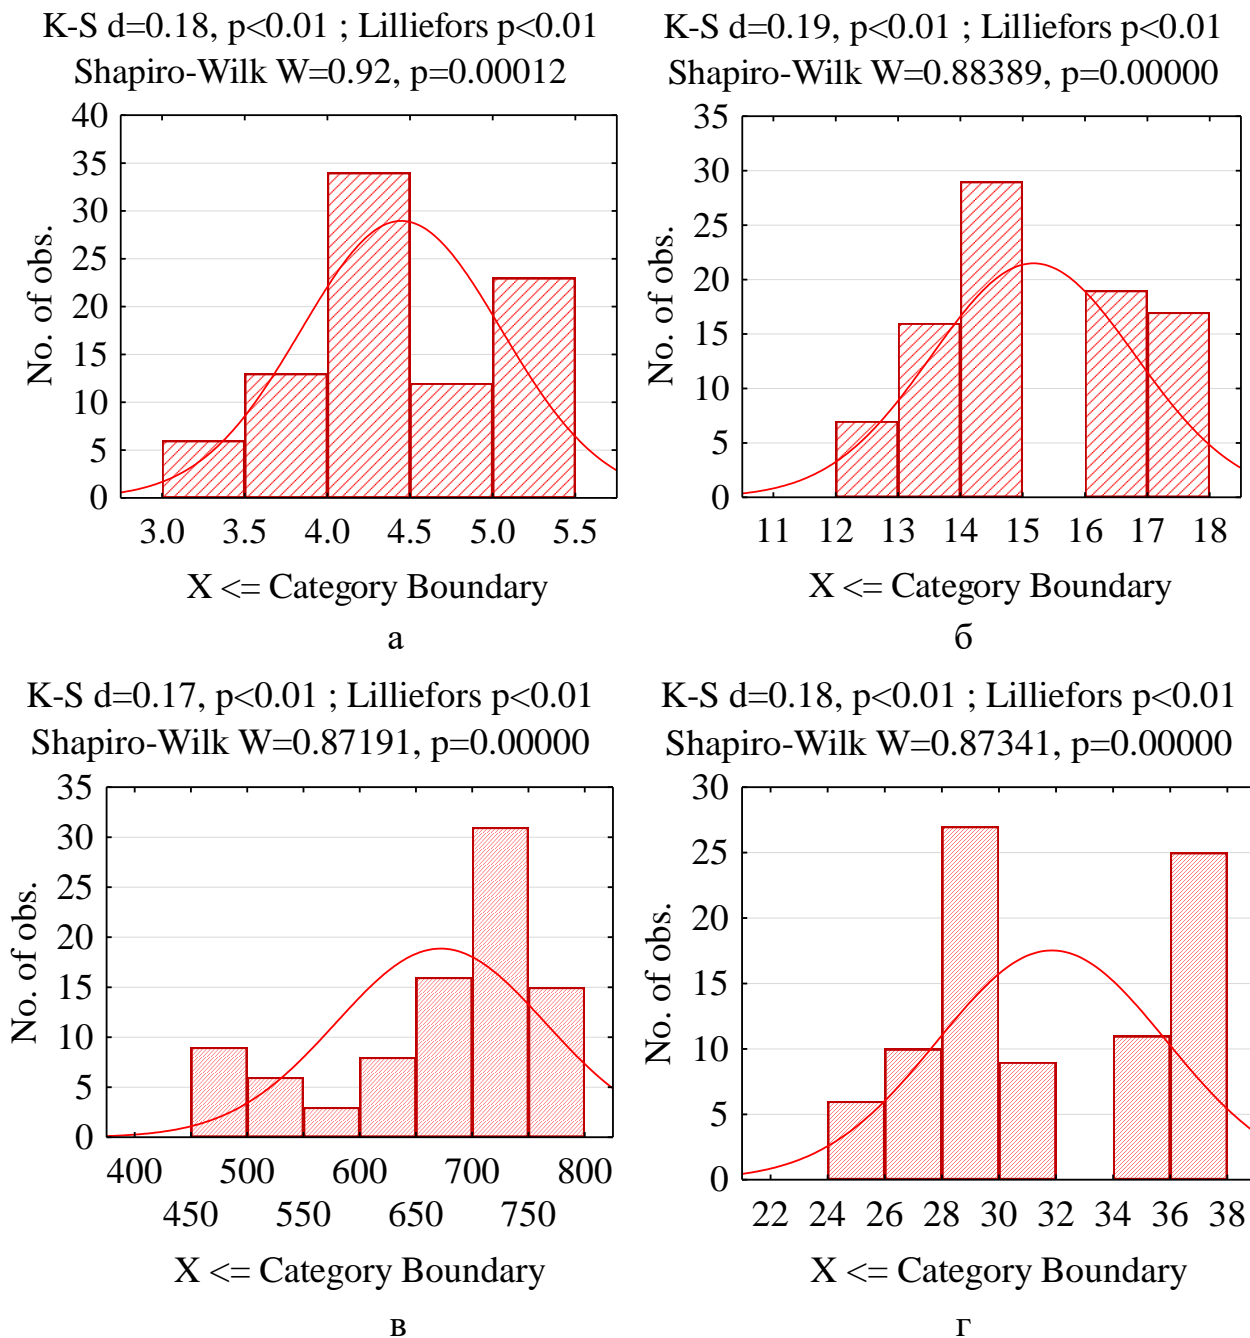 K-S d=0.18, p<0.01 ; Lilliefors p<0.01
Shapiro-Wilk W=0.92, p=0.00012
40
35
30
25
20
15
10
5
0
No. of obs.
3.0 3.5 4.0 4.5 5.0 5.5
X <= Category Boundary
а
K-S d=0.19, p<0.01 ; Lilliefors p<0.01
Shapiro-Wilk W=0.88389, p=0.00000
35
30
25
20
15
10
5
0
No. of obs.
11 12 13 14 15 16 17 18
X <= Category Boundary
б
K-S d=0.17, p<0.01 ; Lilliefors p<0.01
Shapiro-Wilk W=0.87191, p=0.00000
35
30
25
20
15
10
5
0
No. of obs.
400 500 600 700 800
450 550 650 750
X <= Category Boundary
в
K-S d=0.18, p<0.01 ; Lilliefors p<0.01
Shapiro-Wilk W=0.87341, p=0.00000
30
25
20
15
10
5
0
No. of obs.
22 24 26 28 30 32 34 36 38
X <= Category Boundary
г